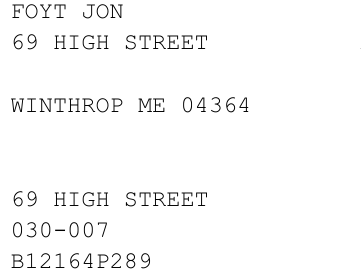 FOYT JON
69 HIGH STREET
WINTHROP ME 04364
69 HIGH STREET
030-007
B12164P289